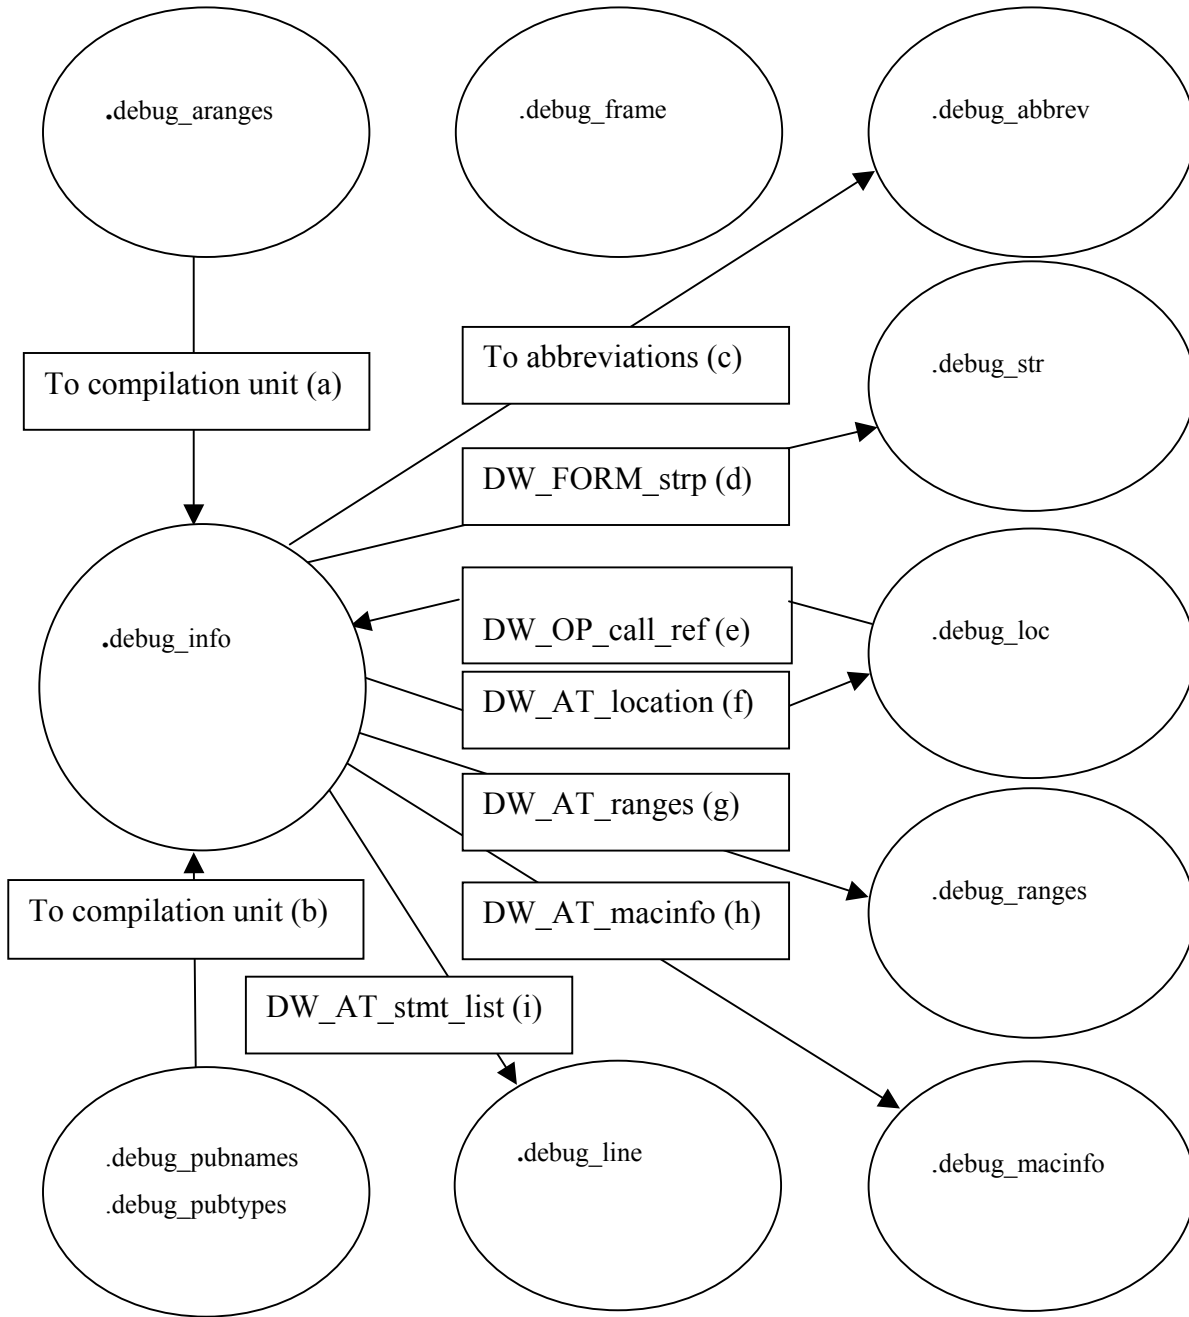 .debug_aranges
.debug_frame
.debug_abbrev
To compilation unit (a)
To abbreviations (c)
.debug_str
DW_FORM_strp (d)
.debug_info
DW_OP_call_ref (e)
.debug_loc
DW_AT_location (f)
DW_AT_ranges (g)
.debug_ranges
To compilation unit (b)
DW_AT_macinfo (h)
DW_AT_stmt_list (i)
.debug_pubnames
.debug_pubtypes
.debug_line
.debug_macinfo